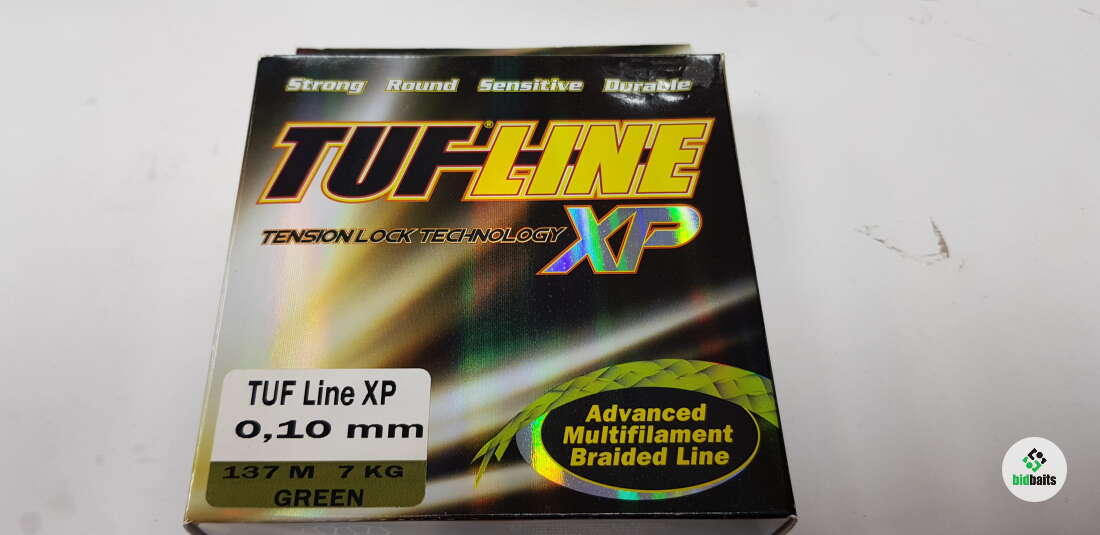 Strong Round Sensitive Durable
TUF-LINE®
XP
TENSION LOCK TECHNOLOGY
TUF Line XP
0,10 mm
137 M 7 KG
GREEN
Advanced
Multifilament
Braided Line
bidbaits